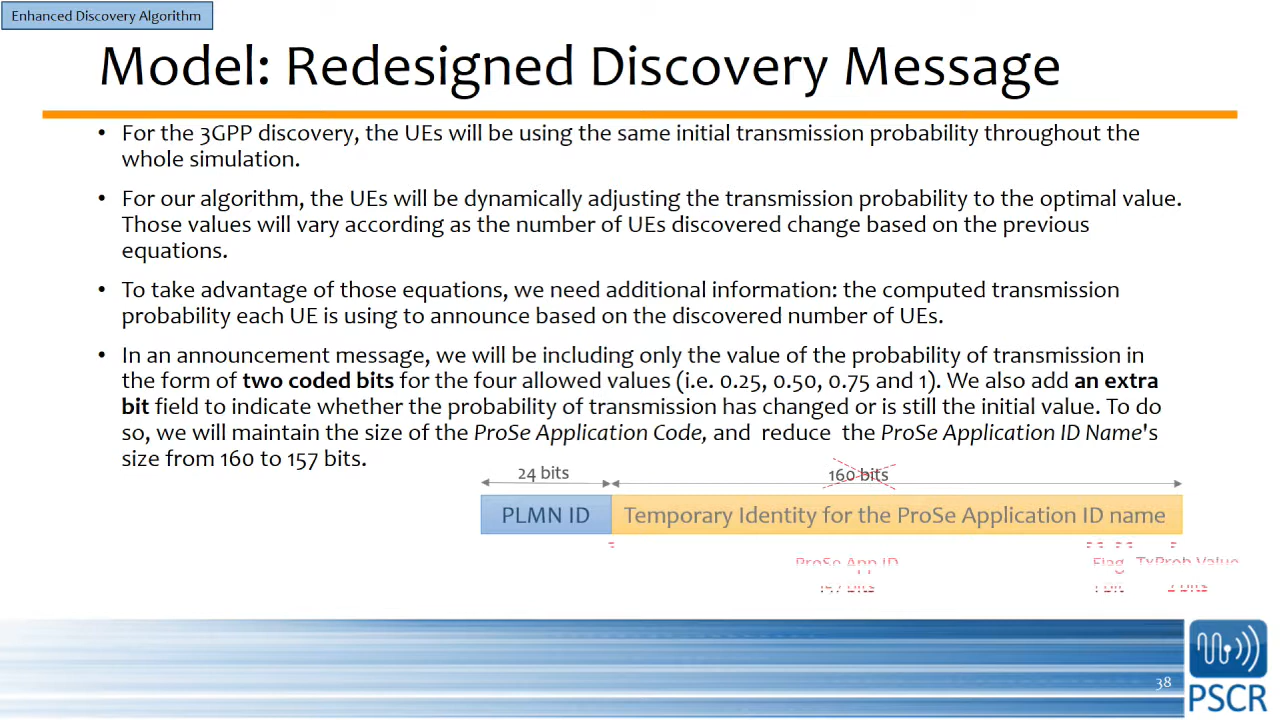 Enhanced Discovery Algorithm
Model: Redesigned Discovery Message
• For the 3GPP discovery, the UEs will be using the same initial transmission probability throughout the
whole simulation.
• For our algorithm, the UEs will be dynamically adjusting the transmission probability to the optimal value.
Those values will vary according as the number of UEs discovered change based on the previous
equations.
• To take advantage of those equations, we need additional information: the computed transmission
probability each UE is using to announce based on the discovered number of UEs.
• In an announcement message, we will be including only the value of the probability of transmission in
the form of two coded bits for the four allowed values (i.e. 0.25, 0.50, 0.75 and 1). We also add an extra
bit field to indicate whether the probability of transmission has changed or is still the initial value. To do
so, we will maintain the size of the ProSe Application Code, and reduce the ProSe Application ID Name's
size from 160 to 157 bits.
24 bits
160 bits
PLMN ID
Temporary Identity for the ProSe Application ID name
ProSe App ID
Flag
TxProb Value
bits
1 bit
2 bits
38
PSCR